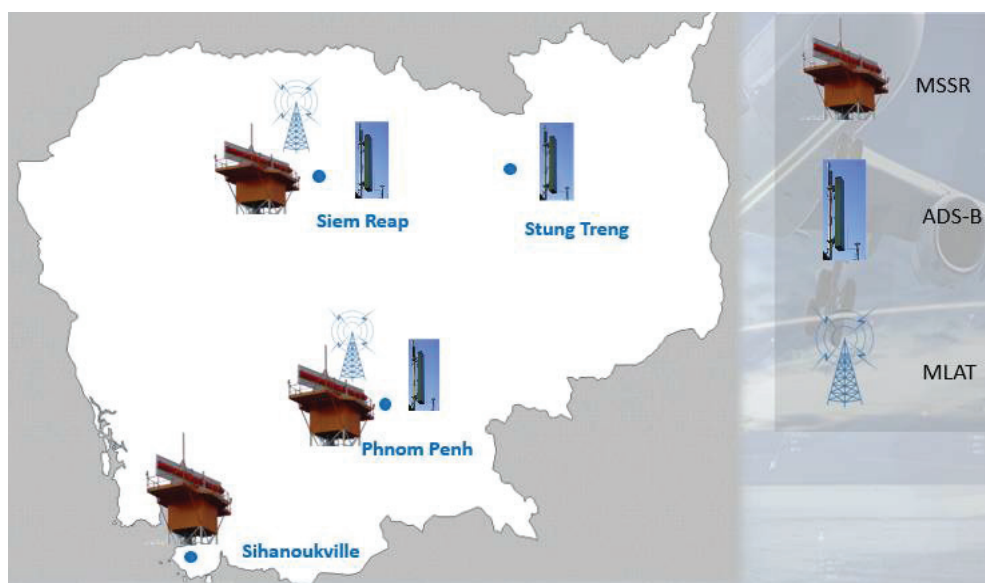 MSSR
Siem Reap
Stung Treng
ADS-B
MLAT
Phnom Penh
Sihanoukville